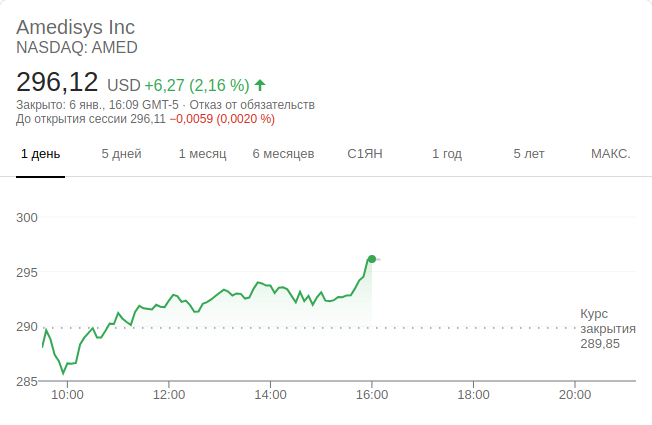 Amedisys Inc
NASDAQ: AMED
296,12 USD +6,27 (2,16 %)
Закрыто: 6 янв., 16:09 GMT-5 · Отказ от обязательств
До открытия сессии 296,11 −0,0059 (0,0020 %)
1 день 5 дней 1 месяц 6 месяцев С1ЯН 1 год 5 лет МАКС.
300
295
290
285
Курс
закрытия
289,85
10:00 12:00 14:00 16:00 18:00 20:00